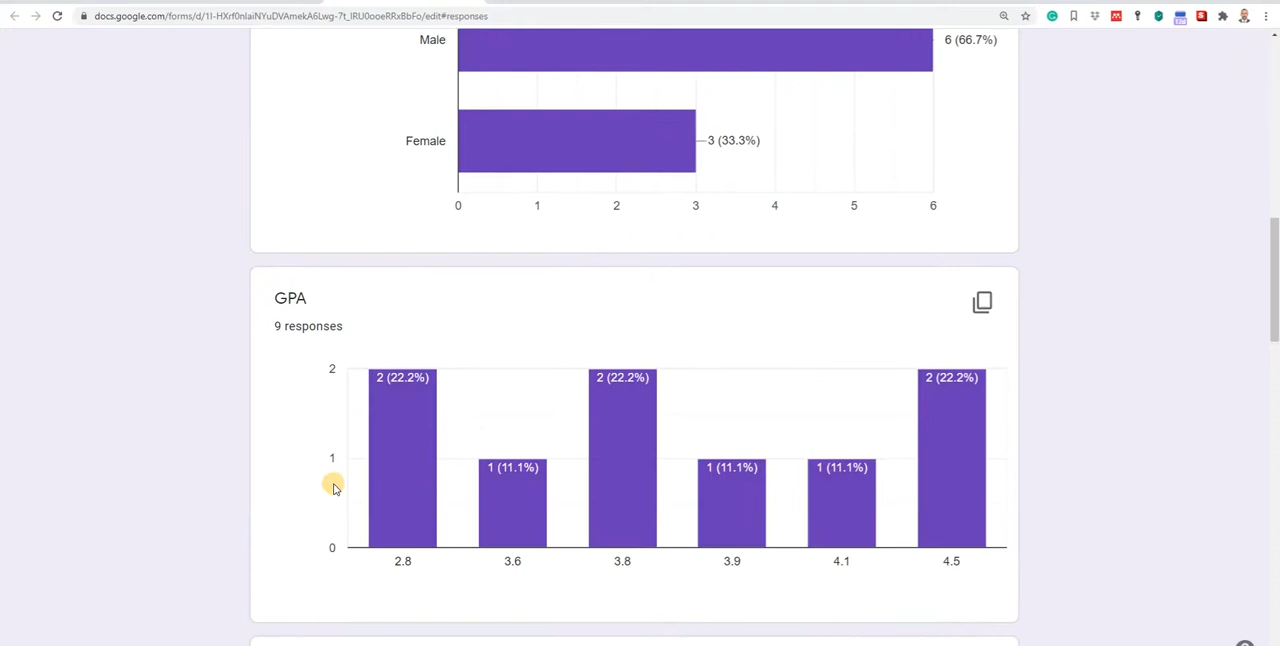 docs.google.com/forms/d/1I-HXrf0nIaiNYuDVAmekA6Lwg-7t_lRU0ooeRRxBbFo/edit#responses
Male
6 (66.7%)
Female
3 (33.3%)
0 1 2 3 4 5 6
GPA
9 responses
2
2 (22.2%) 2 (22.2%) 2 (22.2%)
1
1 (11.1%) 1 (11.1%) 1 (11.1%)
0
2.8 3.6 3.8 3.9 4.1 4.5